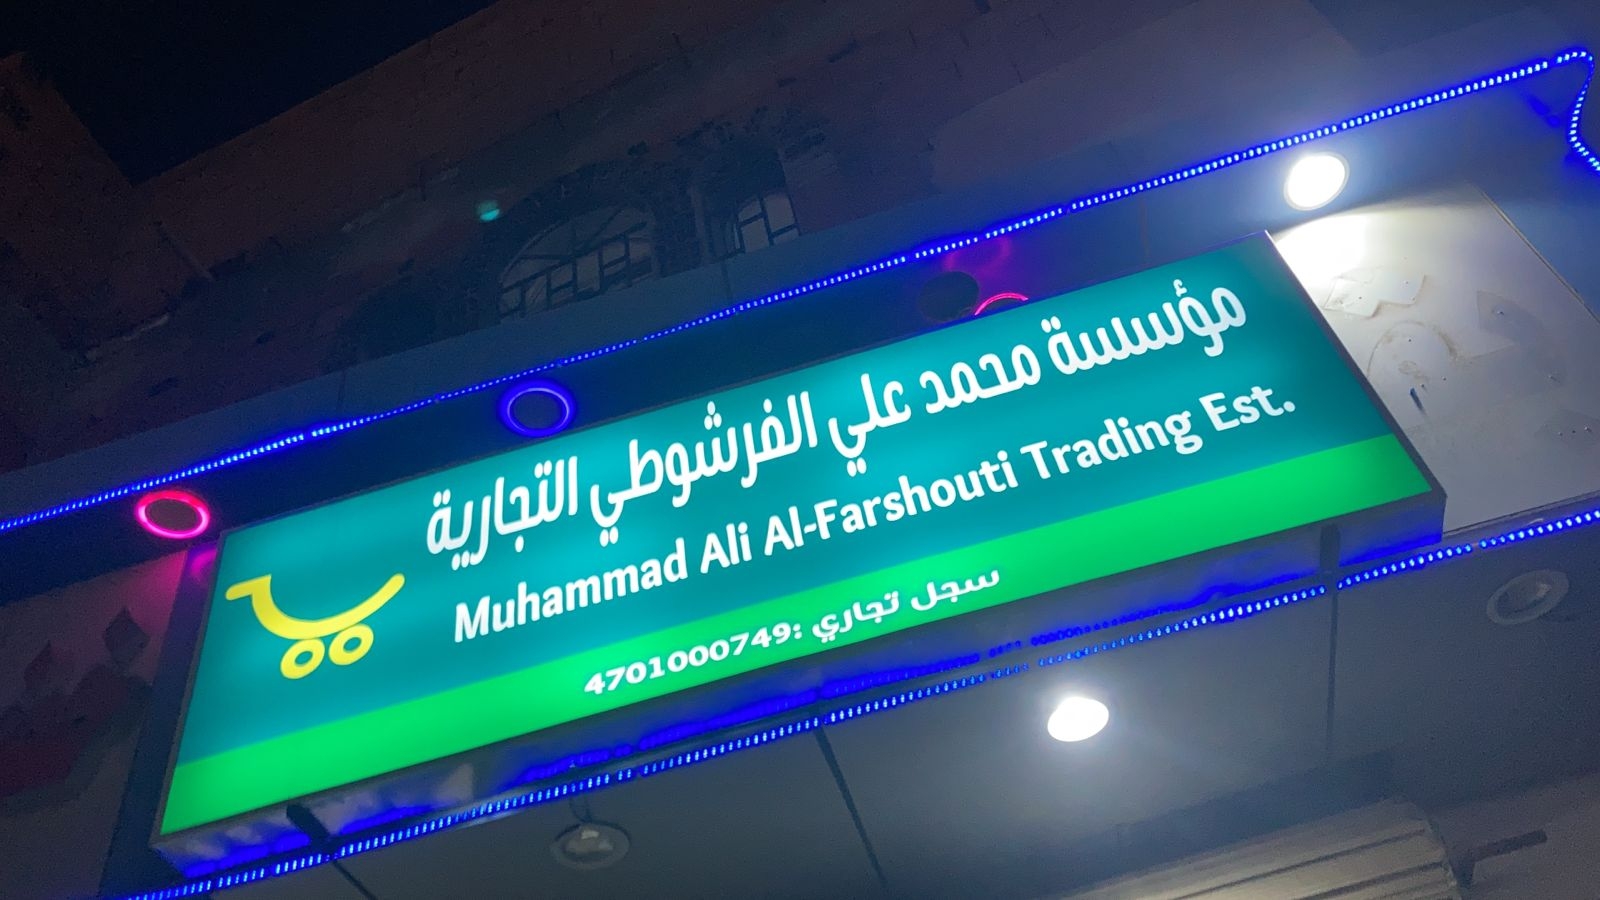 مؤسسة محمد علي الفرشوطي التجارية
Muhammad Ali Al-Farshouti Trading Est.
سجل تجاري :4701000749